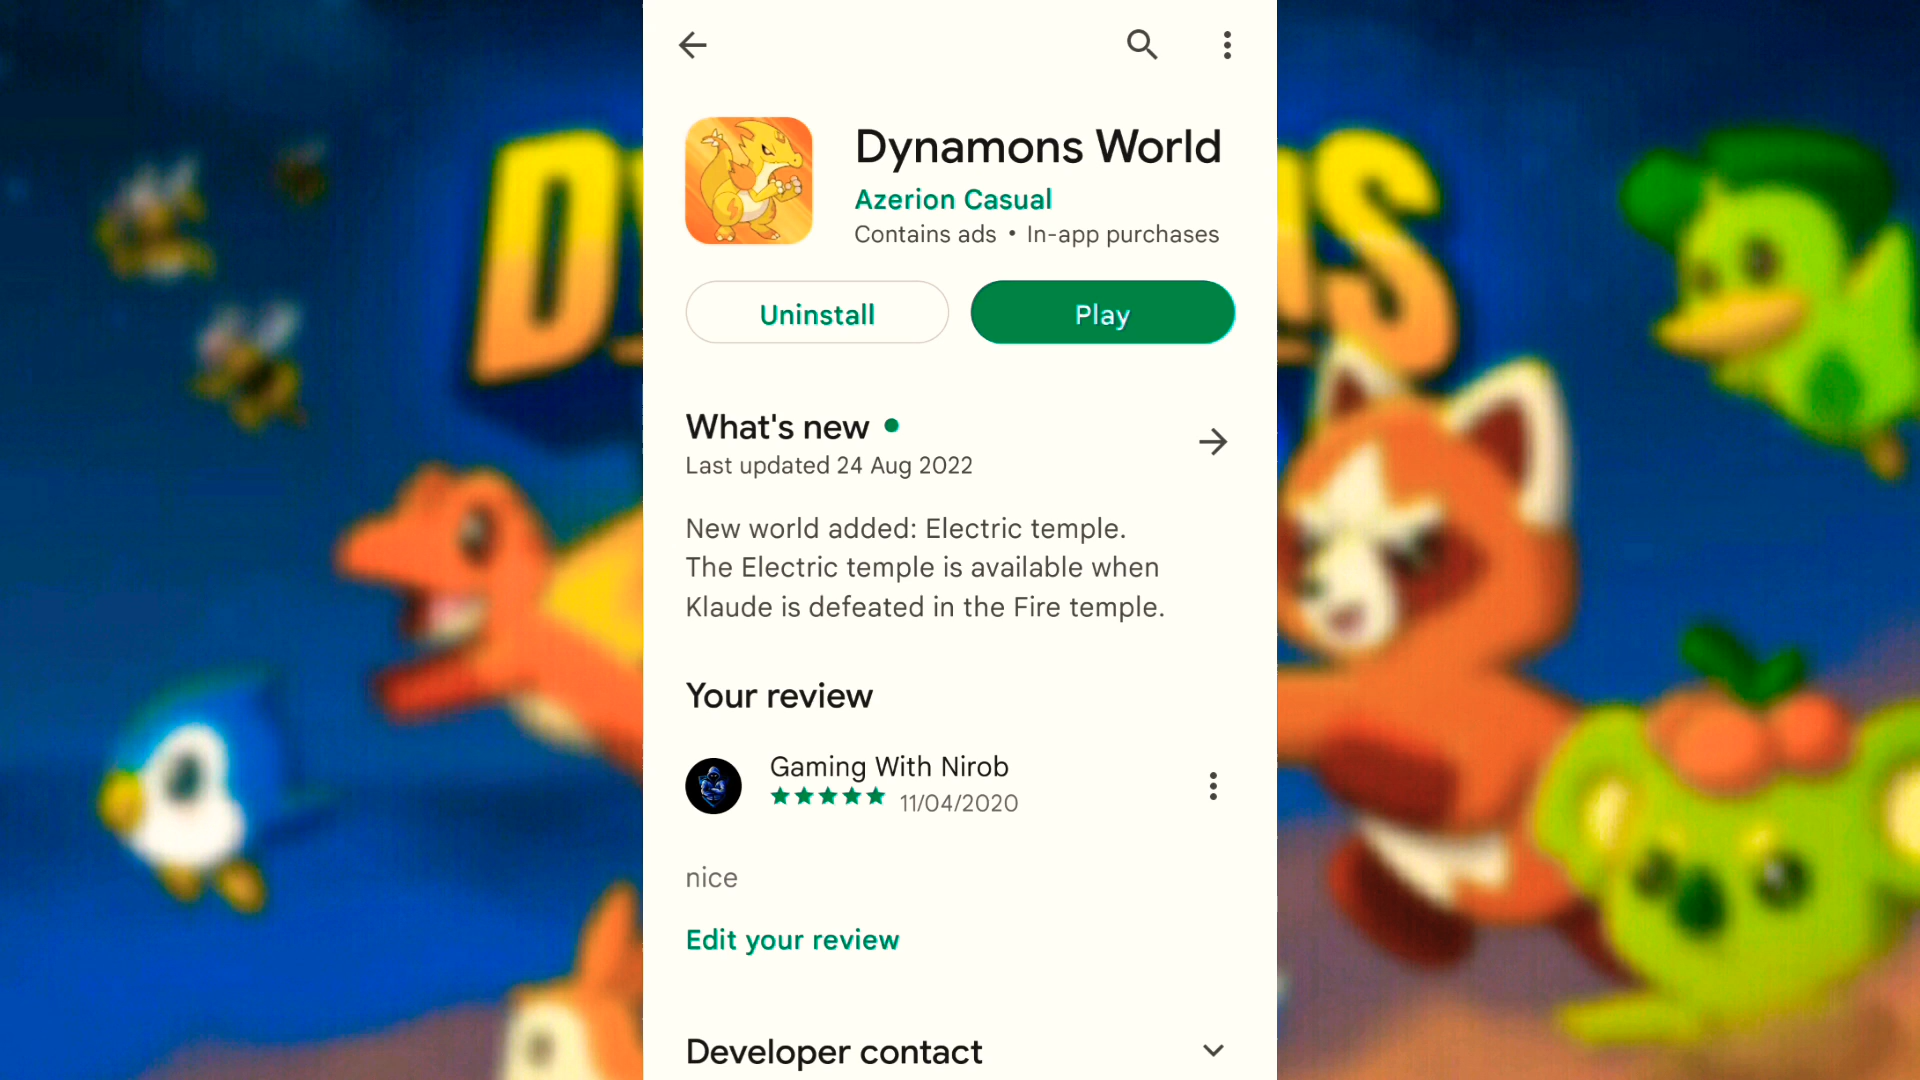 Dynamons World
Azerion Casual
Contains ads • In-app purchases
Uninstall
Play
What's new
Last updated 24 Aug 2022
New world added: Electric temple.
The Electric temple is available when
Klaude is defeated in the Fire temple.
Your review
Gaming With Nirob
11/04/2020
nice
Edit your review
Developer contact
D
NS